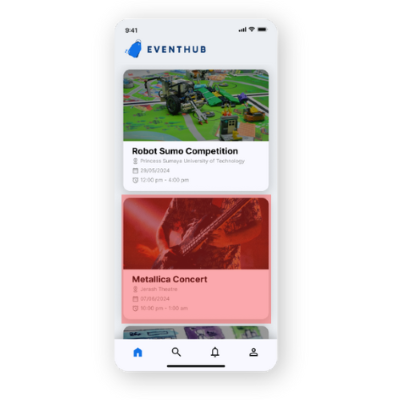 9:41
EVENTHUB
Robot Sumo Competition
Princess Sumaya University of Technology
29/05/2024
12:00 pm - 4:00 pm
Metallica Concert
Jerash Theatre
07/09/2024
10:00 pm - 1:00 am